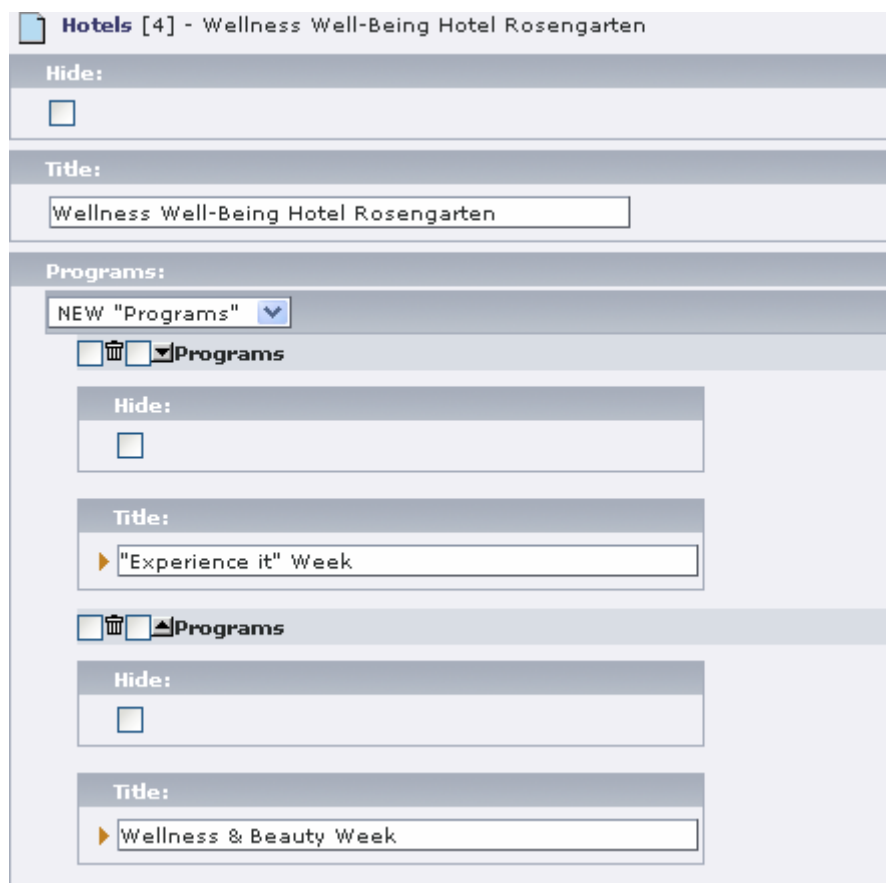 Hotels [4] - Wellness Well-Being Hotel Rosengarten
Hide:
Title:
Wellness Well-Being Hotel Rosengarten
Programs:
NEW "Programs"
Programs
Hide:
Title:
"Experience it" Week
Programs
Hide:
Title:
Wellness & Beauty Week